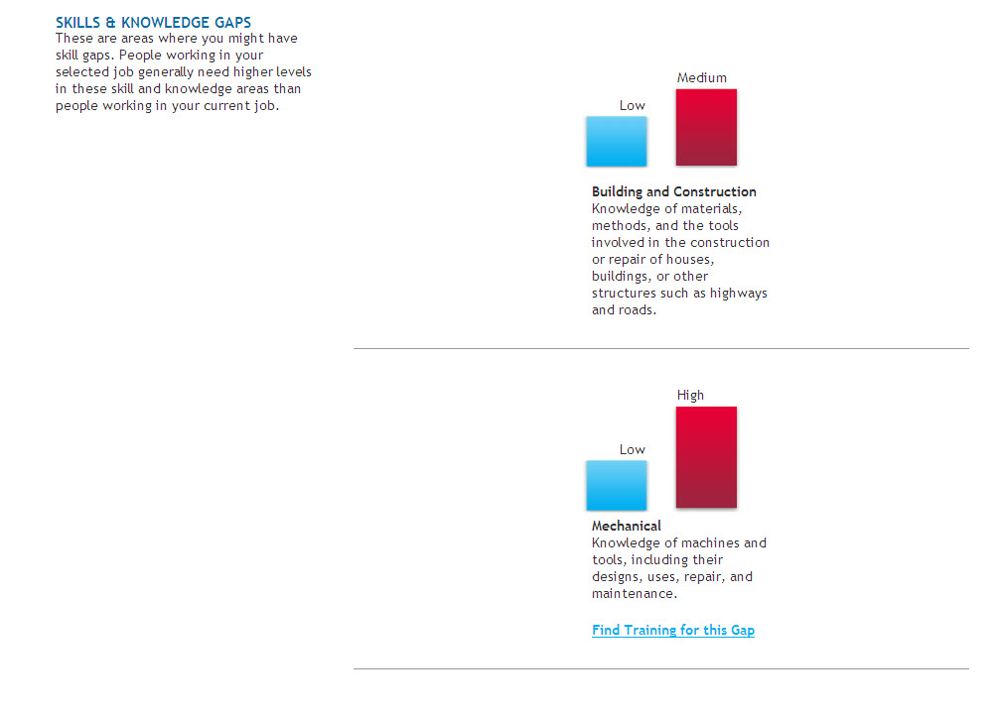 SKILLS & KNOWLEDGE GAPS
These are areas where you might have
skill gaps. People working in your
selected job generally need higher levels
in these skill and knowledge areas than
people working in your current job.
Medium
Low
Building and Construction
Knowledge of materials,
methods, and the tools
involved in the construction
or repair of houses,
buildings, or other
structures such as highways
and roads.
High
Low
Mechanical
Knowledge of machines and
tools, including their
designs, uses, repair, and
maintenance.
Find Training for this Gap